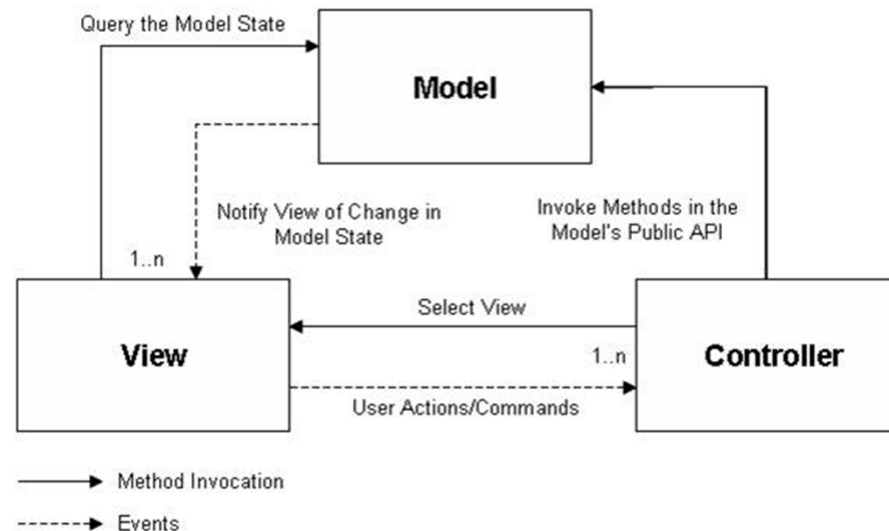 Query the Model State
Model
Notify View of Change in
Model State
Invoke Methods in the
Model's Public API
1..n
Select View
View
1..n
Controller
User Actions/Commands
Method Invocation
Events